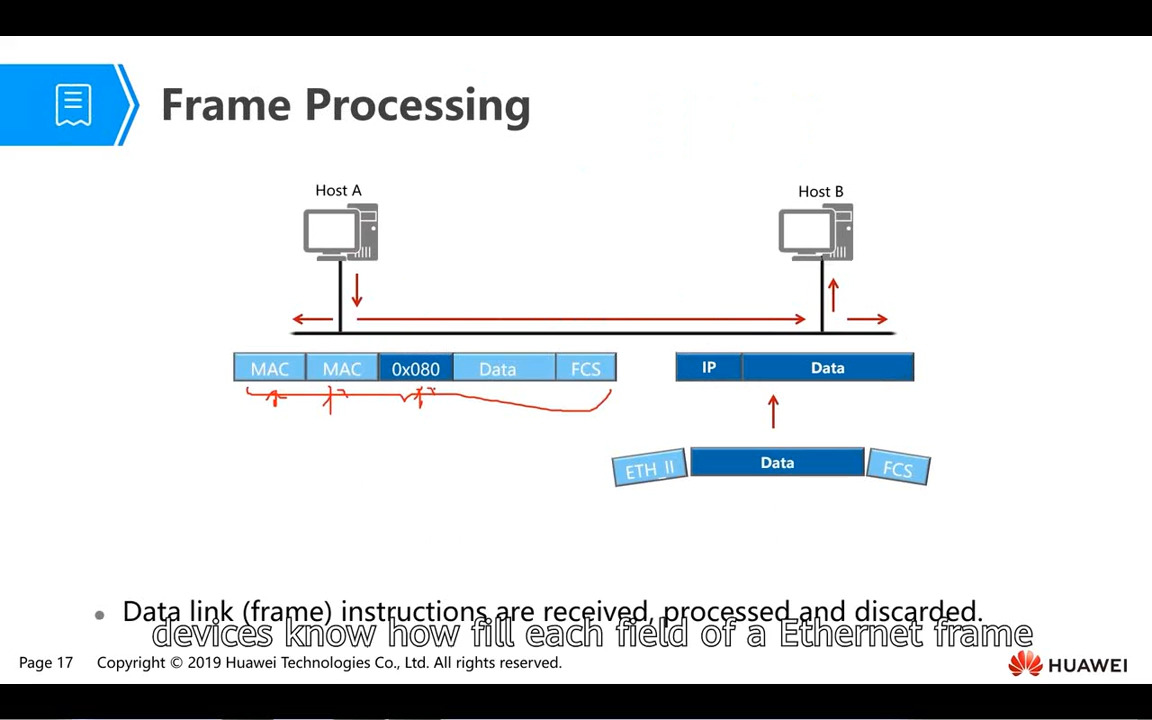 Frame Processing
Host A
Host B
MAC MAC 0x080 Data FCS
IP Data
ETH_II Data FCS
Data link (frame) instructions are received, processed and discarded.
devices know how fill each field of a Ethernet frame
Page 17 Copyright © 2019 Huawei Technologies Co., Ltd. All rights reserved.
HUAWEI